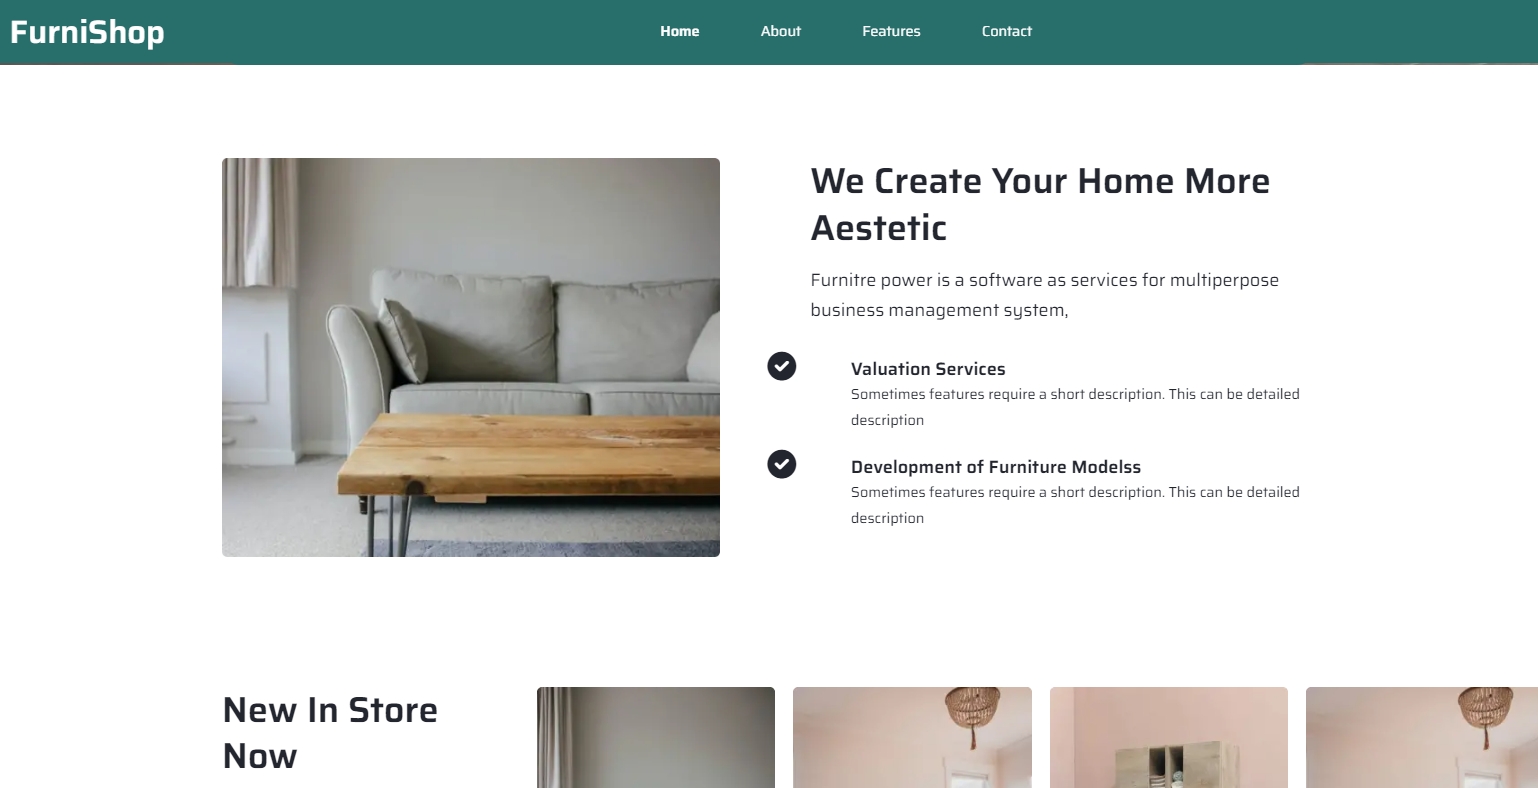 FurniShop
Home About Features Contact
We Create Your Home More
Aestetic
Furnitre power is a software as services for multiperpose
business management system,
Valuation Services
Sometimes features require a short description. This can be detailed
description
Development of Furniture Modelss
Sometimes features require a short description. This can be detailed
description
New In Store
Now